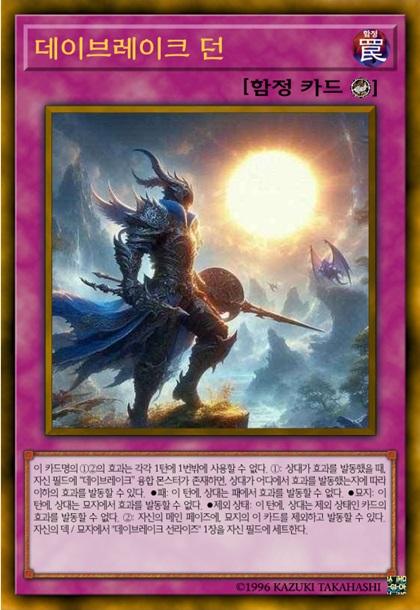 데이브레이크 던
함정
罠
[함정 카드]
이 카드명의 ①②의 효과는 각각 1턴에 1번밖에 사용할 수 없다. ①: 상대가 효과를 발동했을 때,
자신 필드에 "데이브레이크" 융합 몬스터가 존재하면, 상대가 어디에서 효과를 발동했는지에 따라
이하의 효과를 발동할 수 있다. ●패: 이 턴에, 상대는 패에서 효과를 발동할 수 없다. ●묘지: 이
턴에, 상대는 묘지에서 효과를 발동할 수 없다. ●제외 상태: 이 턴에, 상대는 제외 상태인 카드의
효과를 발동할 수 없다. ②: 자신의 메인 페이즈에, 묘지의 이 카드를 제외하고 발동할 수 있다.
자신의 덱 / 묘지에서 "데이브레이크 선라이즈" 1장을 자신 필드에 세트한다.
©1996 KAZUKI TAKAHASHI